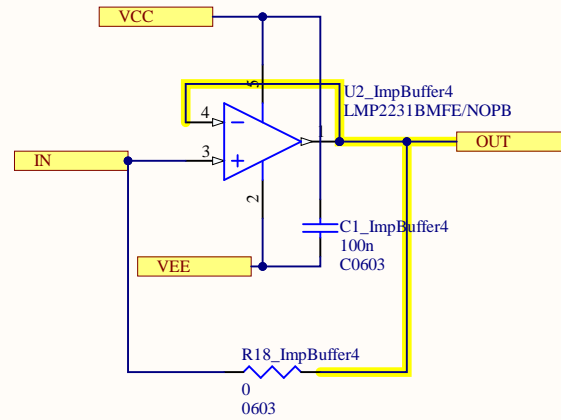 VCC
5
U2_ImpBuffer4
LMP2231BMFE/NOPB
4
1
OUT
IN
3
2
C1_ImpBuffer4
100n
C0603
VEE
R18_ImpBuffer4
0
0603